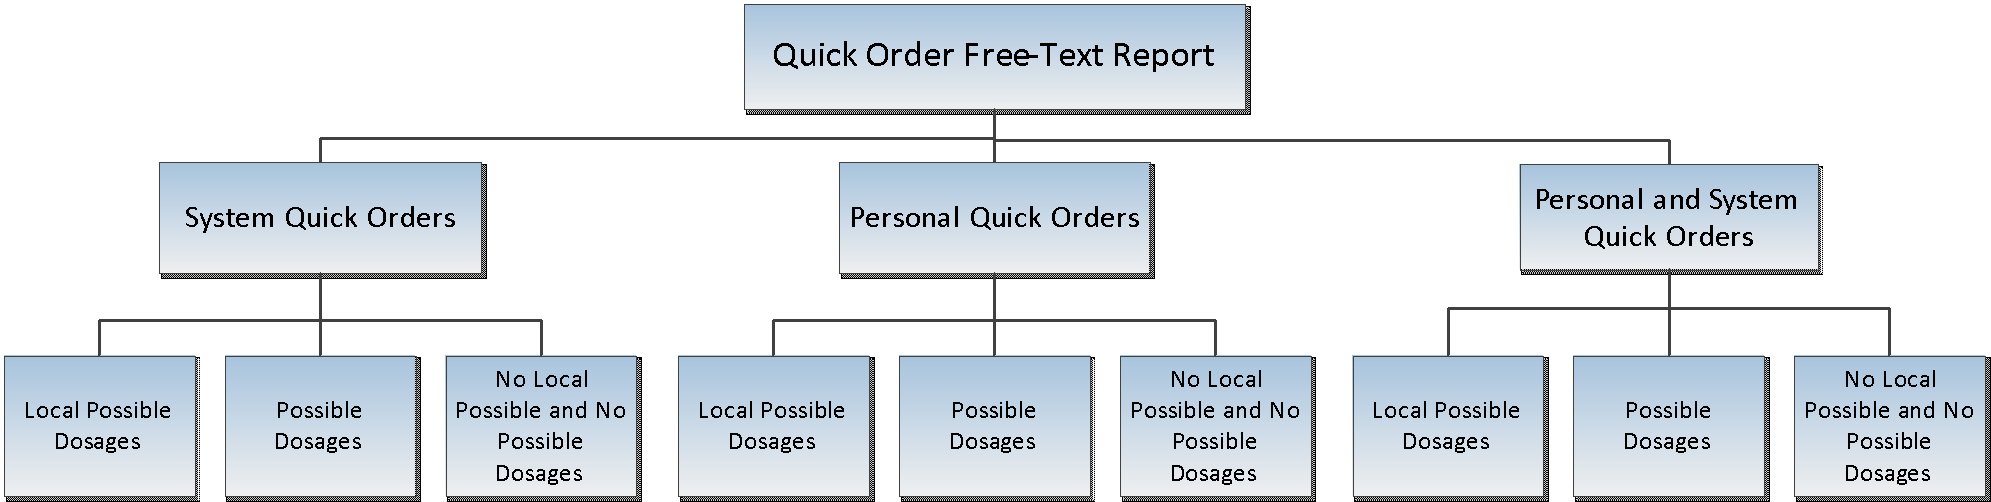 Quick Order Free-Text Report
System Quick Orders
Personal Quick Orders
Personal and System
Quick Orders
Local Possible
Dosages
Possible
Dosages
No Local
Possible and No
Possible
Dosages
Local Possible
Dosages
Possible
Dosages
No Local
Possible and No
Possible
Dosages
Local Possible
Dosages
Possible
Dosages
No Local
Possible and No
Possible
Dosages